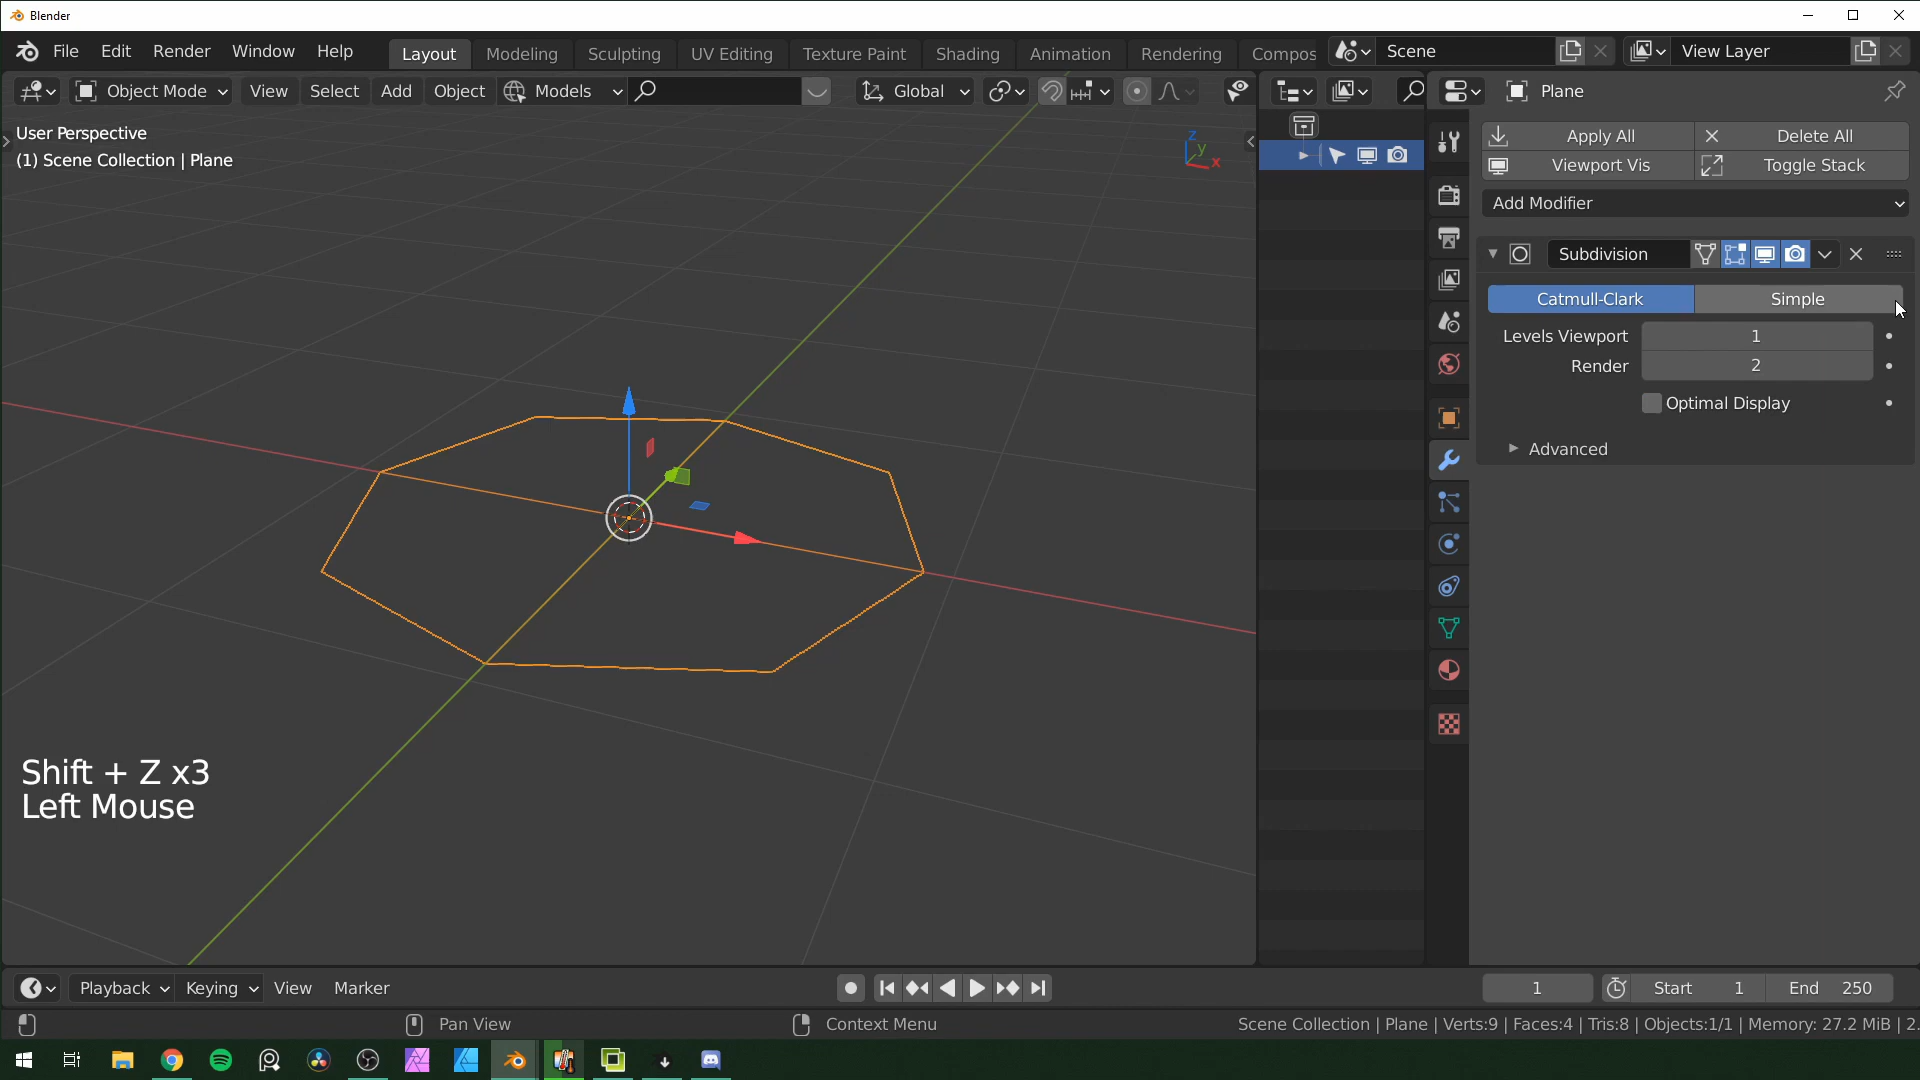 Blender
File Edit Render Window Help Layout Modeling Sculpting UV Editing Texture Paint Shading Animation Rendering Compos Scene View Layer
Object Mode View Select Add Object Models Global Plane
User Perspective
(1) Scene Collection | Plane
Z
Y
X
Apply All Delete All
Viewport Vis Toggle Stack
Add Modifier
Subdivision
Catmull-Clark Simple
Levels Viewport 1
Render 2
Optimal Display
Advanced
Shift + Z x3
Left Mouse
Playback Keying View Marker 1 Start 1 End 250
Pan View Context Menu Scene Collection | Plane | Verts:9 | Faces:4 | Tris:8 | Objects:1/1 | Memory: 27.2 MiB | 2.